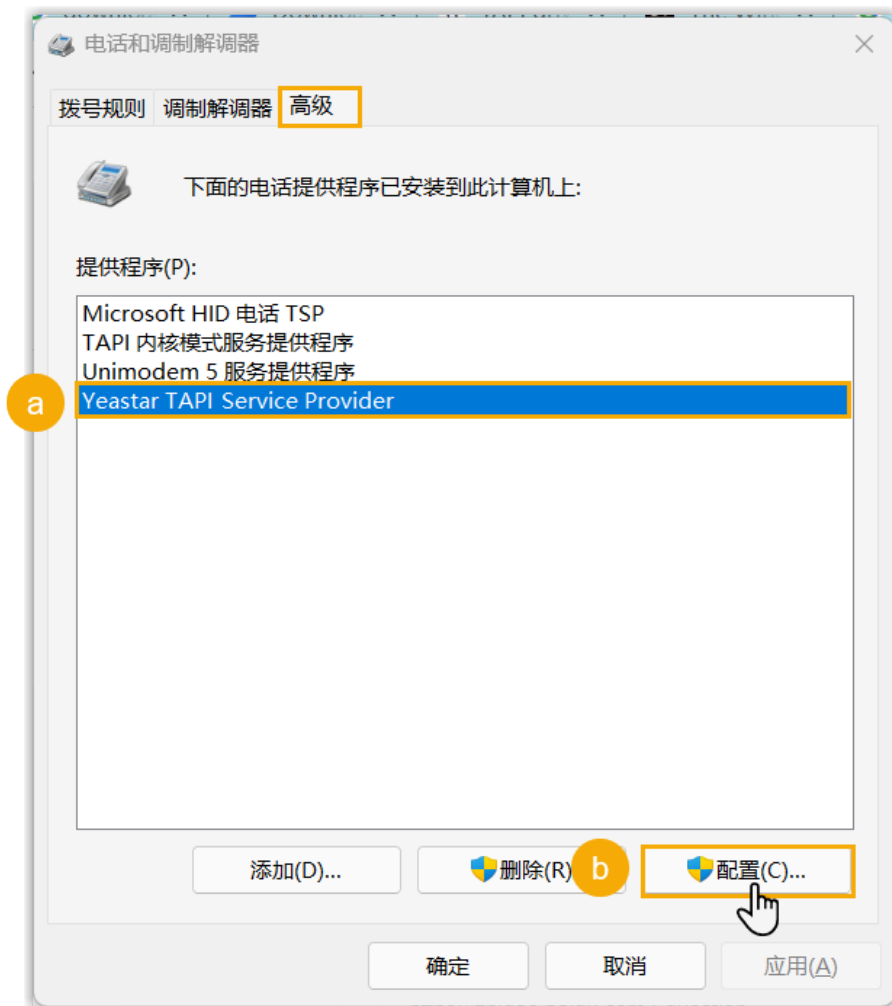 电话和调制解调器
拨号规则 调制解调器 高级
下面的电话提供程序已安装到此计算机上:
提供程序(P):
Microsoft HID 电话 TSP
TAPI 内核模式服务提供程序
Unimodem 5 服务提供程序
a Yeastar TAPI Service Provider
添加(D)... 删除(R) b 配置(C)...
确定 取消 应用(A)